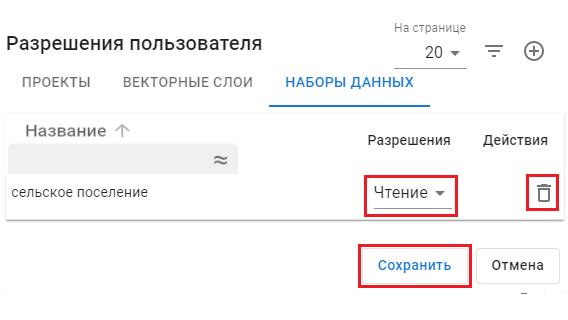 На странице
Разрешения пользователя
20
ПРОЕКТЫ ВЕКТОРНЫЕ СЛОИ НАБОРЫ ДАННЫХ
Название Разрешения Действия
≈
сельское поселение Чтение
Сохранить Отмена